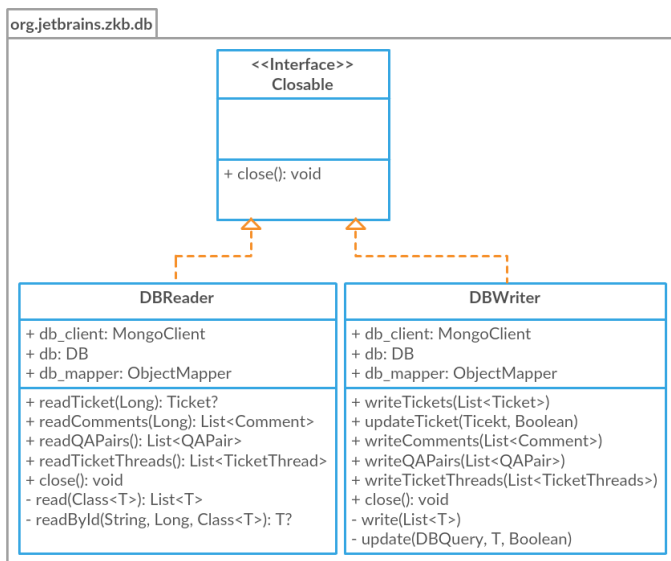 org.jetbrains.zkb.db
<<Interface>>
Closable
+ close(): void
DBReader
+ db_client: MongoClient
+ db: DB
+ db_mapper: ObjectMapper
+ readTicket(Long): Ticket?
+ readComments(Long): List<Comment>
+ readQAPairs(): List<QAPair>
+ readTicketThreads(): List<TicketThread>
+ close(): void
- read(Class<T>): List<T>
- readById(String, Long, Class<T>): T?
DBWriter
+ db_client: MongoClient
+ db: DB
+ db_mapper: ObjectMapper
+ writeTickets(List<Ticket>)
+ updateTicket(Ticekt, Boolean)
+ writeComments(List<Comment>)
+ writeQAPairs(List<QAPair>)
+ writeTicketThreads(List<TicketThreads>)
+ close(): void
- write(List<T>)
- update(DBQuery, T, Boolean)